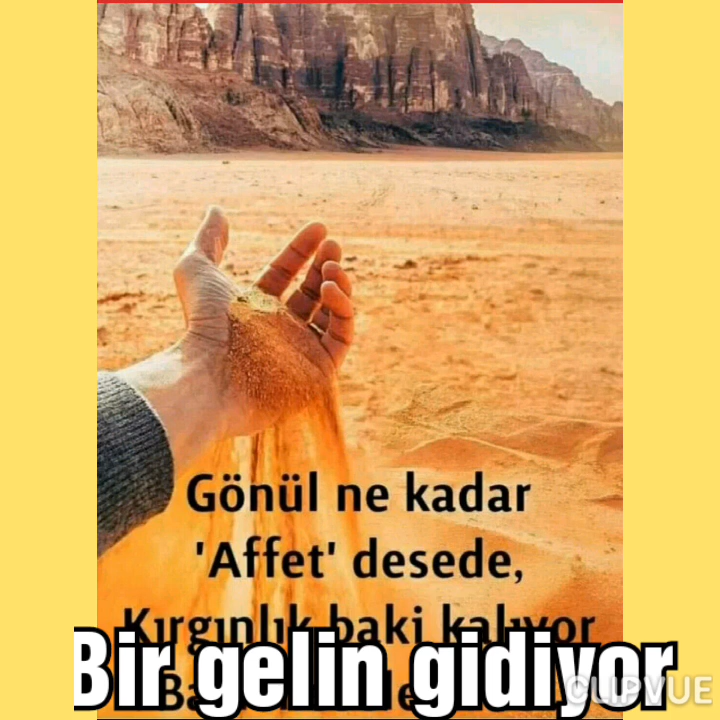 Gönül ne kadar
'Affet' desede,
Kırgınlık baki kalıyor
Bir gelin gidiyor
CLIPVUE